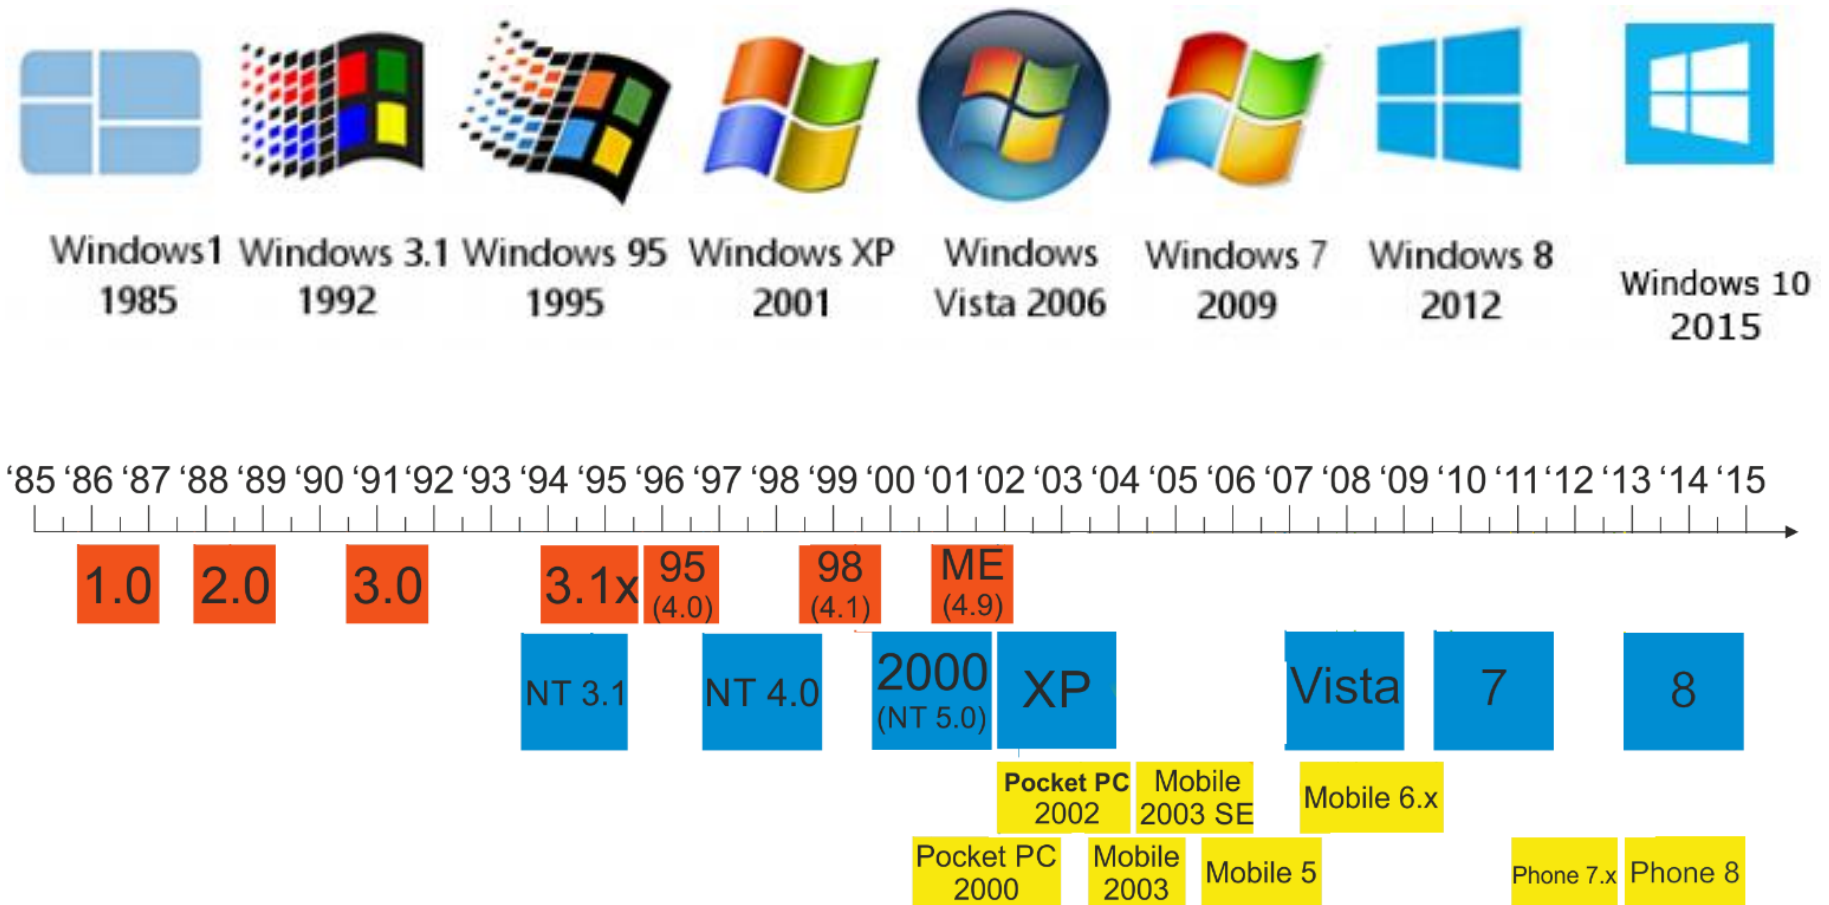 Windows1 Windows 3.1 Windows 95 Windows XP Windows Windows 7 Windows 8 Windows 10
1985 1992 1995 2001 Vista 2006 2009 2012 2015
‘85 ‘86 ‘87 ‘88 ‘89 ‘90 ‘91 ‘92 ‘93 ‘94 ‘95 ‘96 ‘97 ‘98 ‘99 ‘00 ‘01 ‘02 ‘03 ‘04 ‘05 ‘06 ‘07 ‘08 ‘09 ‘10 ‘11 ‘12 ‘13 ‘14 ‘15
1.0 2.0 3.0 3.1x 95 98 ME
(4.0) (4.1) (4.9)
NT 3.1 NT 4.0 2000 XP Vista 7 8
(NT 5.0)
Pocket PC Mobile Mobile 6.x
2002 2003 SE
Pocket PC Mobile Mobile 5 Phone 7.x Phone 8
2000 2003